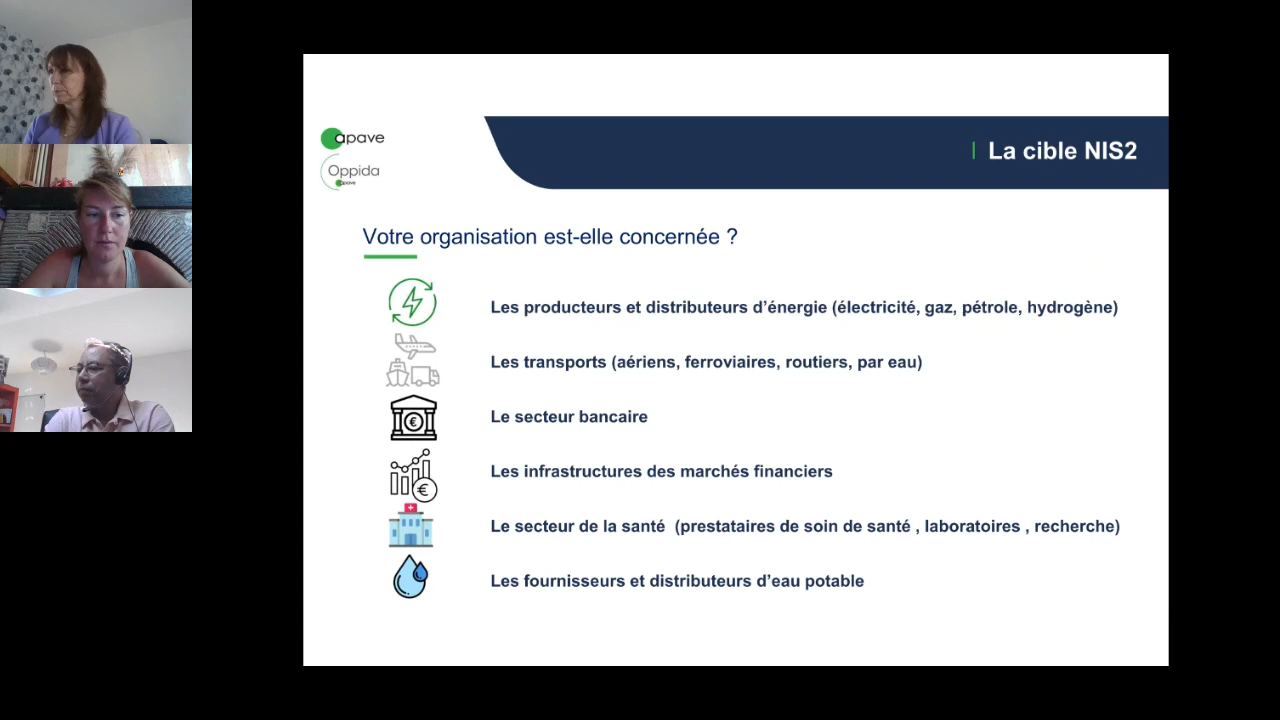 apave
Oppida
apave
La cible NIS2
Votre organisation est-elle concernée ?
Les producteurs et distributeurs d’énergie (électricité, gaz, pétrole, hydrogène)
Les transports (aériens, ferroviaires, routiers, par eau)
Le secteur bancaire
Les infrastructures des marchés financiers
Le secteur de la santé (prestataires de soin de santé , laboratoires , recherche)
Les fournisseurs et distributeurs d’eau potable